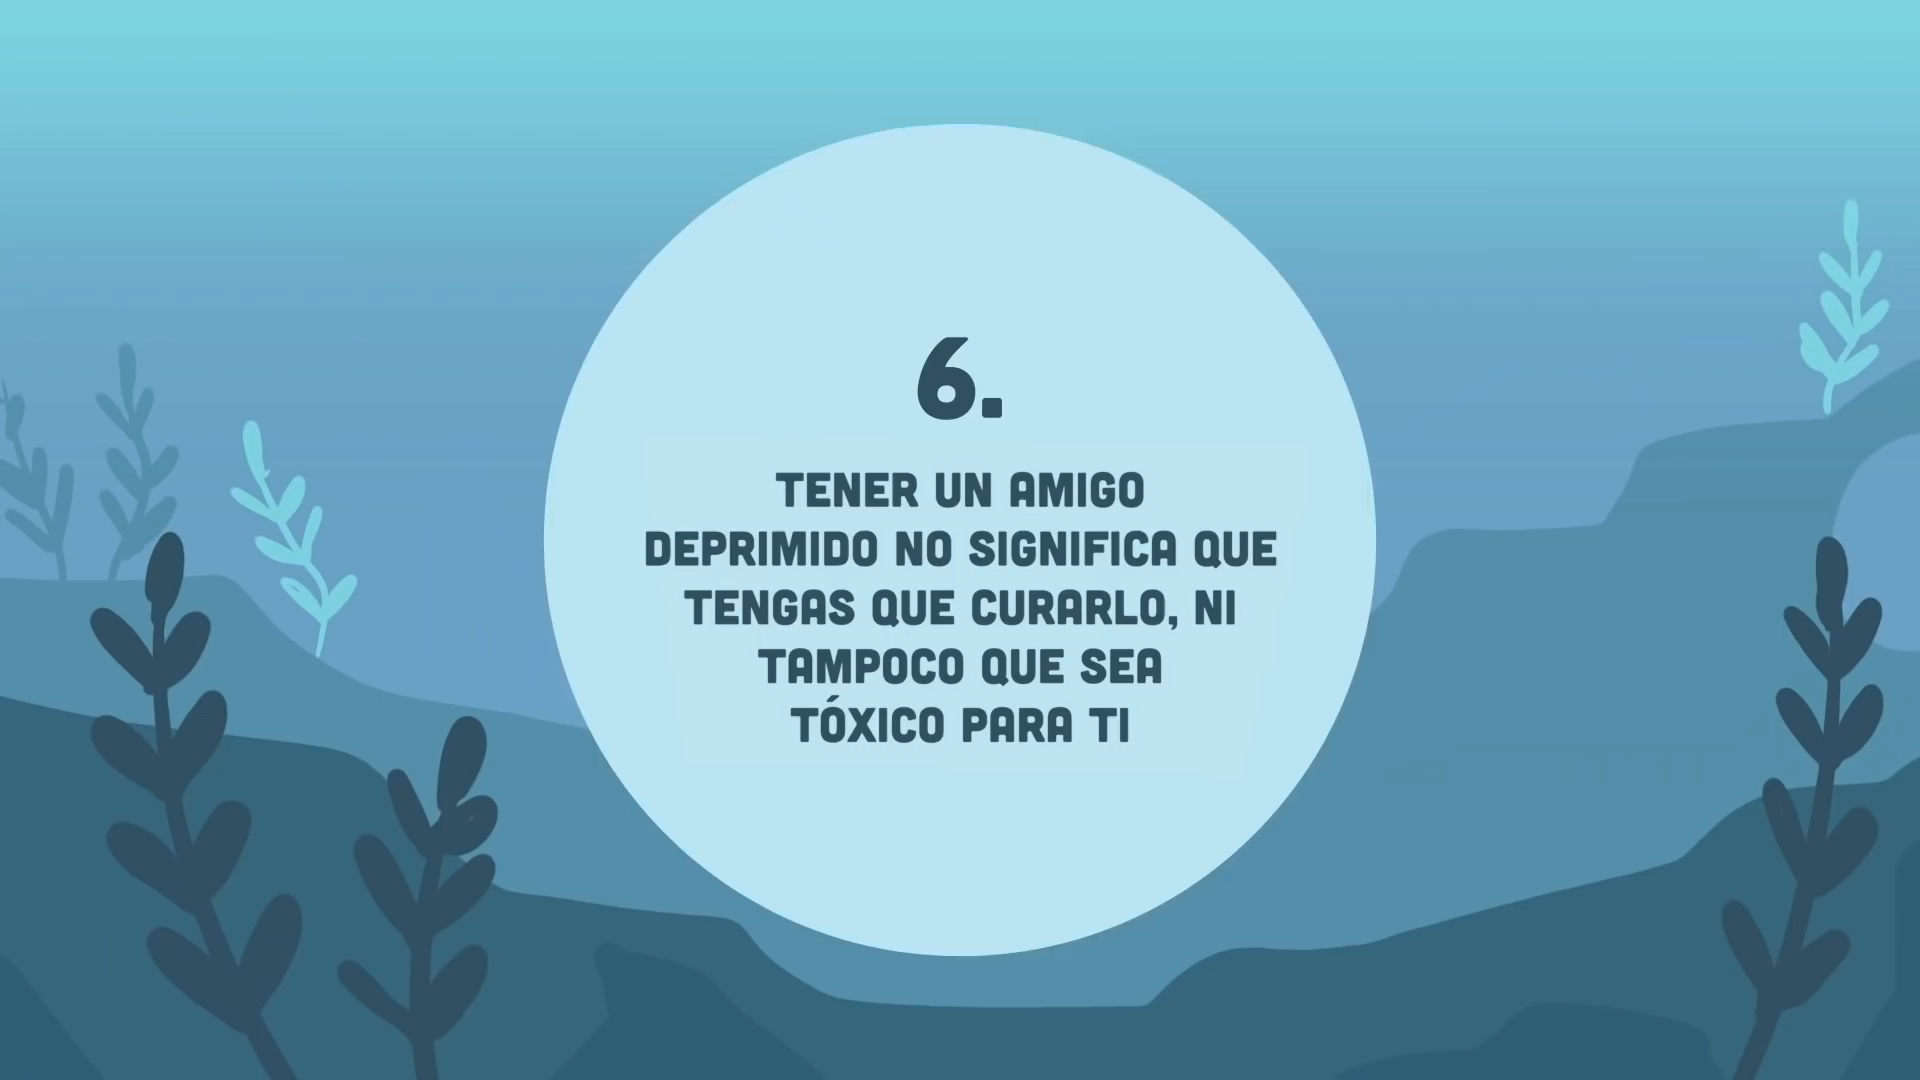 6.
TENER UN AMIGO
DEPRIMIDO NO SIGNIFICA QUE
TENGAS QUE CURARLO, NI
TAMPOCO QUE SEA
TÓXICO PARA TI